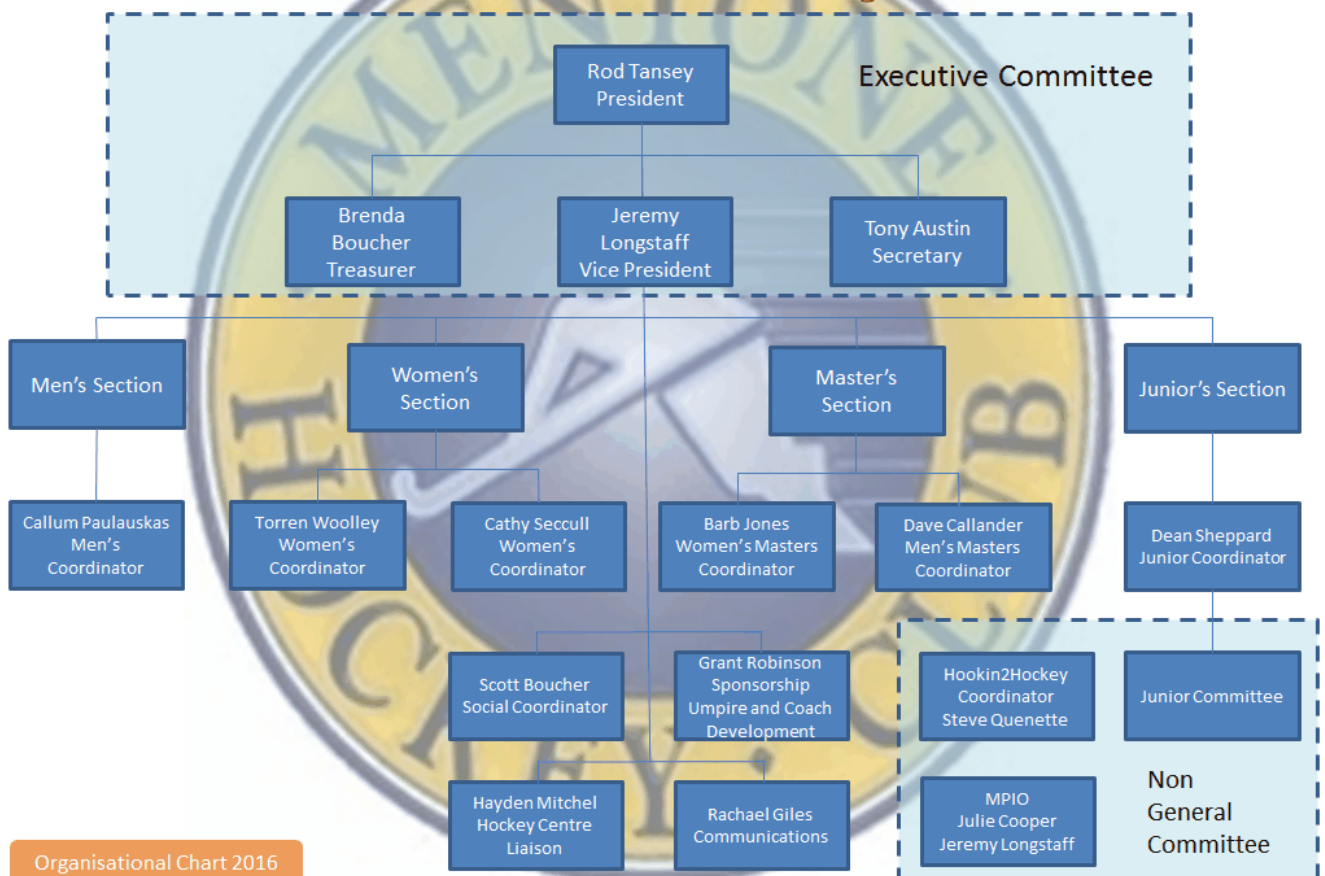 Executive Committee
Rod Tansey
President
Brenda
Boucher
Treasurer
Jeremy
Longstaff
Vice President
Tony Austin
Secretary
Men's Section
Women's
Section
Master's
Section
Junior's Section
Callum Paulauskas
Men's
Coordinator
Torren Woolley
Women's
Coordinator
Cathy Seccull
Women's
Coordinator
Barb Jones
Women's Masters
Coordinator
Dave Callander
Men's Masters
Coordinator
Dean Sheppard
Junior Coordinator
Scott Boucher
Social Coordinator
Grant Robinson
Sponsorship
Umpire and Coach
Development
Hookin2Hockey
Coordinator
Steve Quenette
Junior Committee
Hayden Mitchel
Hockey Centre
Liaison
Rachael Giles
Communications
MPIO
Julie Cooper
Jeremy Longstaff
Non
General
Committee
Organisational Chart 2016
MENTONE
HOCKEY · CLUB